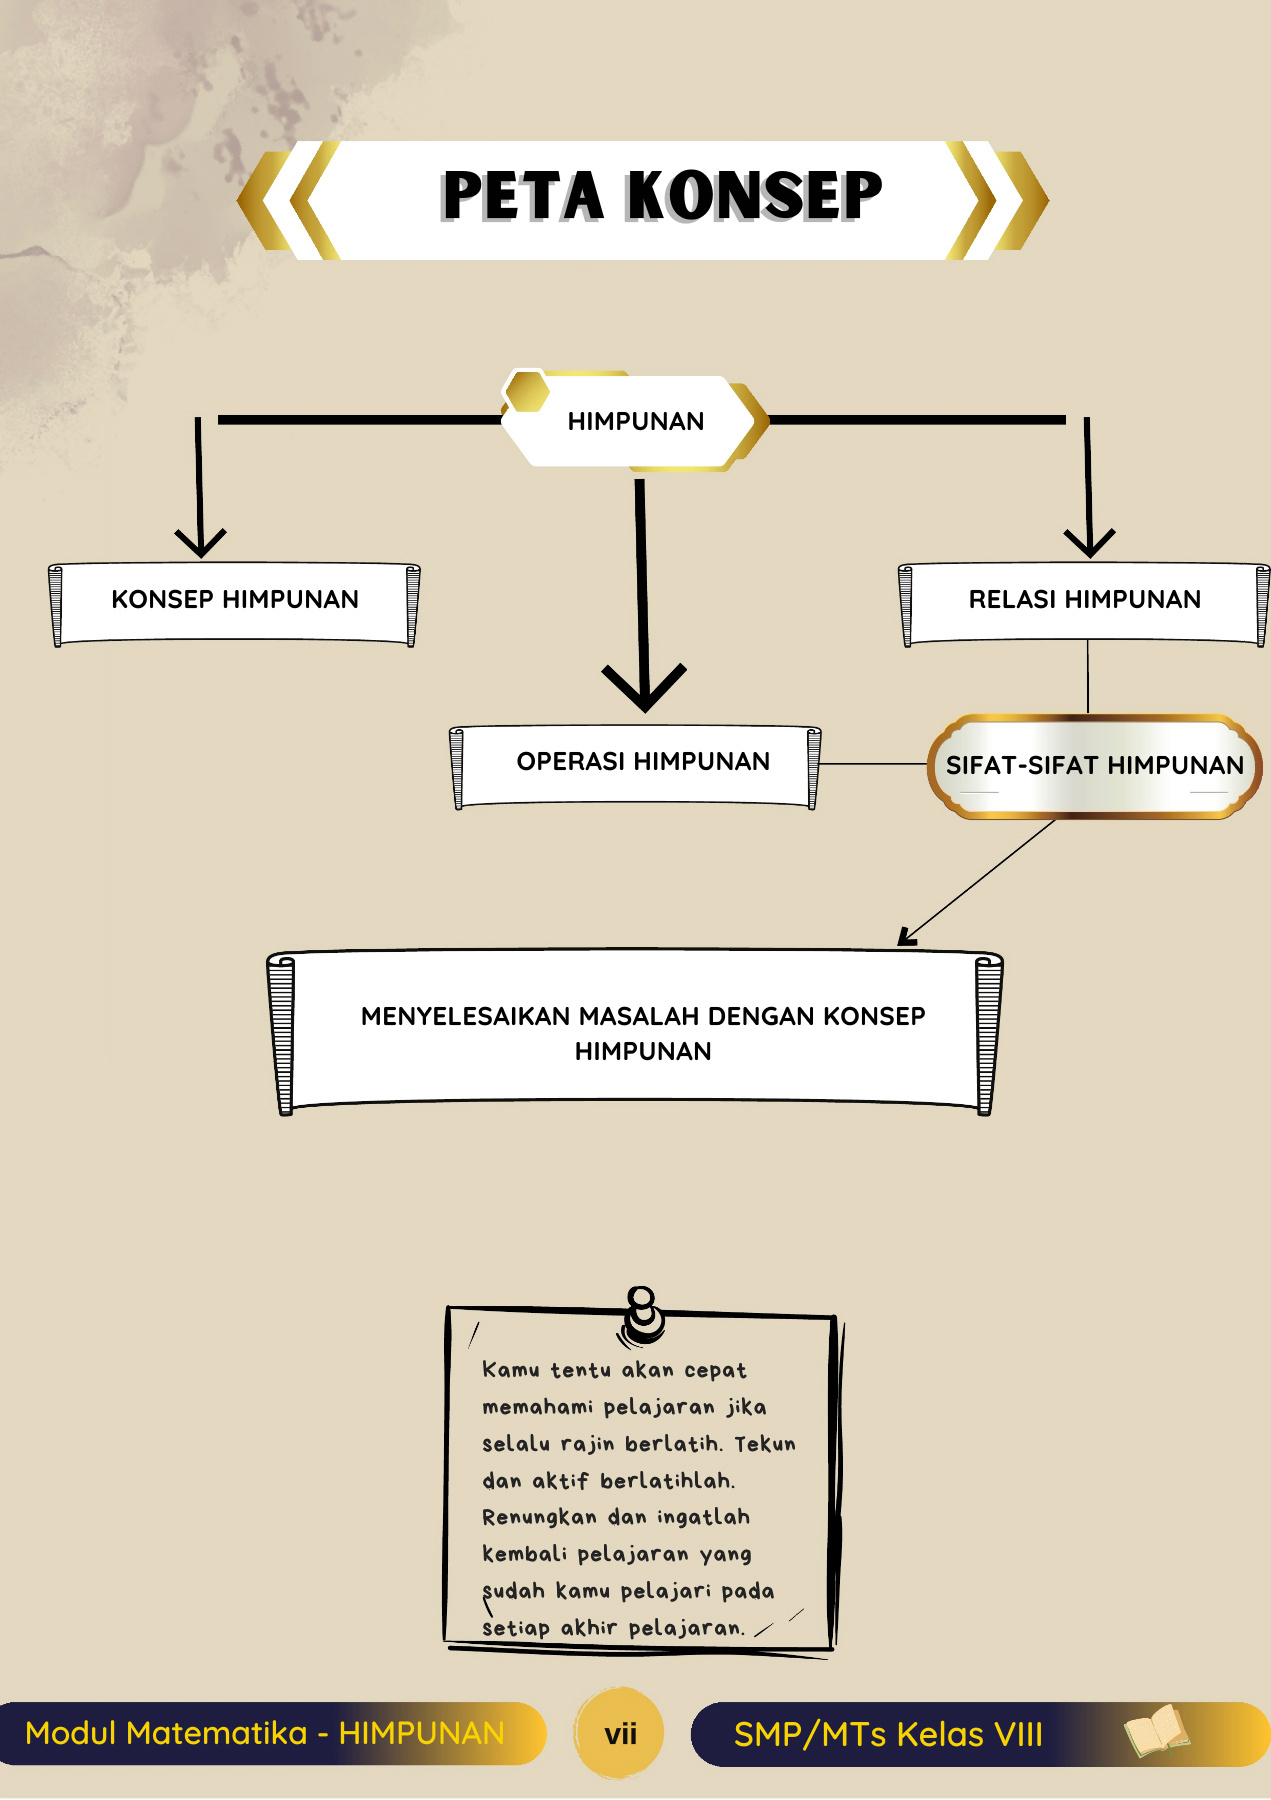 PETA KONSEP
HIMPUNAN
KONSEP HIMPUNAN
RELASI HIMPUNAN
OPERASI HIMPUNAN
SIFAT-SIFAT HIMPUNAN
MENYELESAIKAN MASALAH DENGAN KONSEP
HIMPUNAN
Kamu tentu akan cepat
memahami pelajaran jika
selalu rajin berlatih. Tekun
dan aktif berlatihlah.
Renungkan dan ingatlah
kembali pelajaran yang
sudah kamu pelajari pada
setiap akhir pelajaran.
Modul Matematika - HIMPUNAN
vii
SMP/MTs Kelas VIII